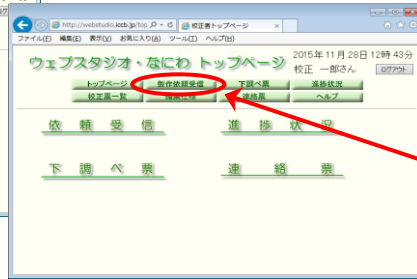 http://webstudio.iccb.jp/top 校正者トップページ
ファイル(F) 編集(E) 表示(V) お気に入り(A) ツール(T) ヘルプ(H)
ウェブスタジオ・なにわ トップページ
2015年11月28日 12時43分
校正 一郎さん ログアウト
トップページ 製作依頼受信 下調べ票 進捗状況
校正票一覧 連絡票 ヘルプ
依頼受信 進捗状況
下調べ票 連絡票